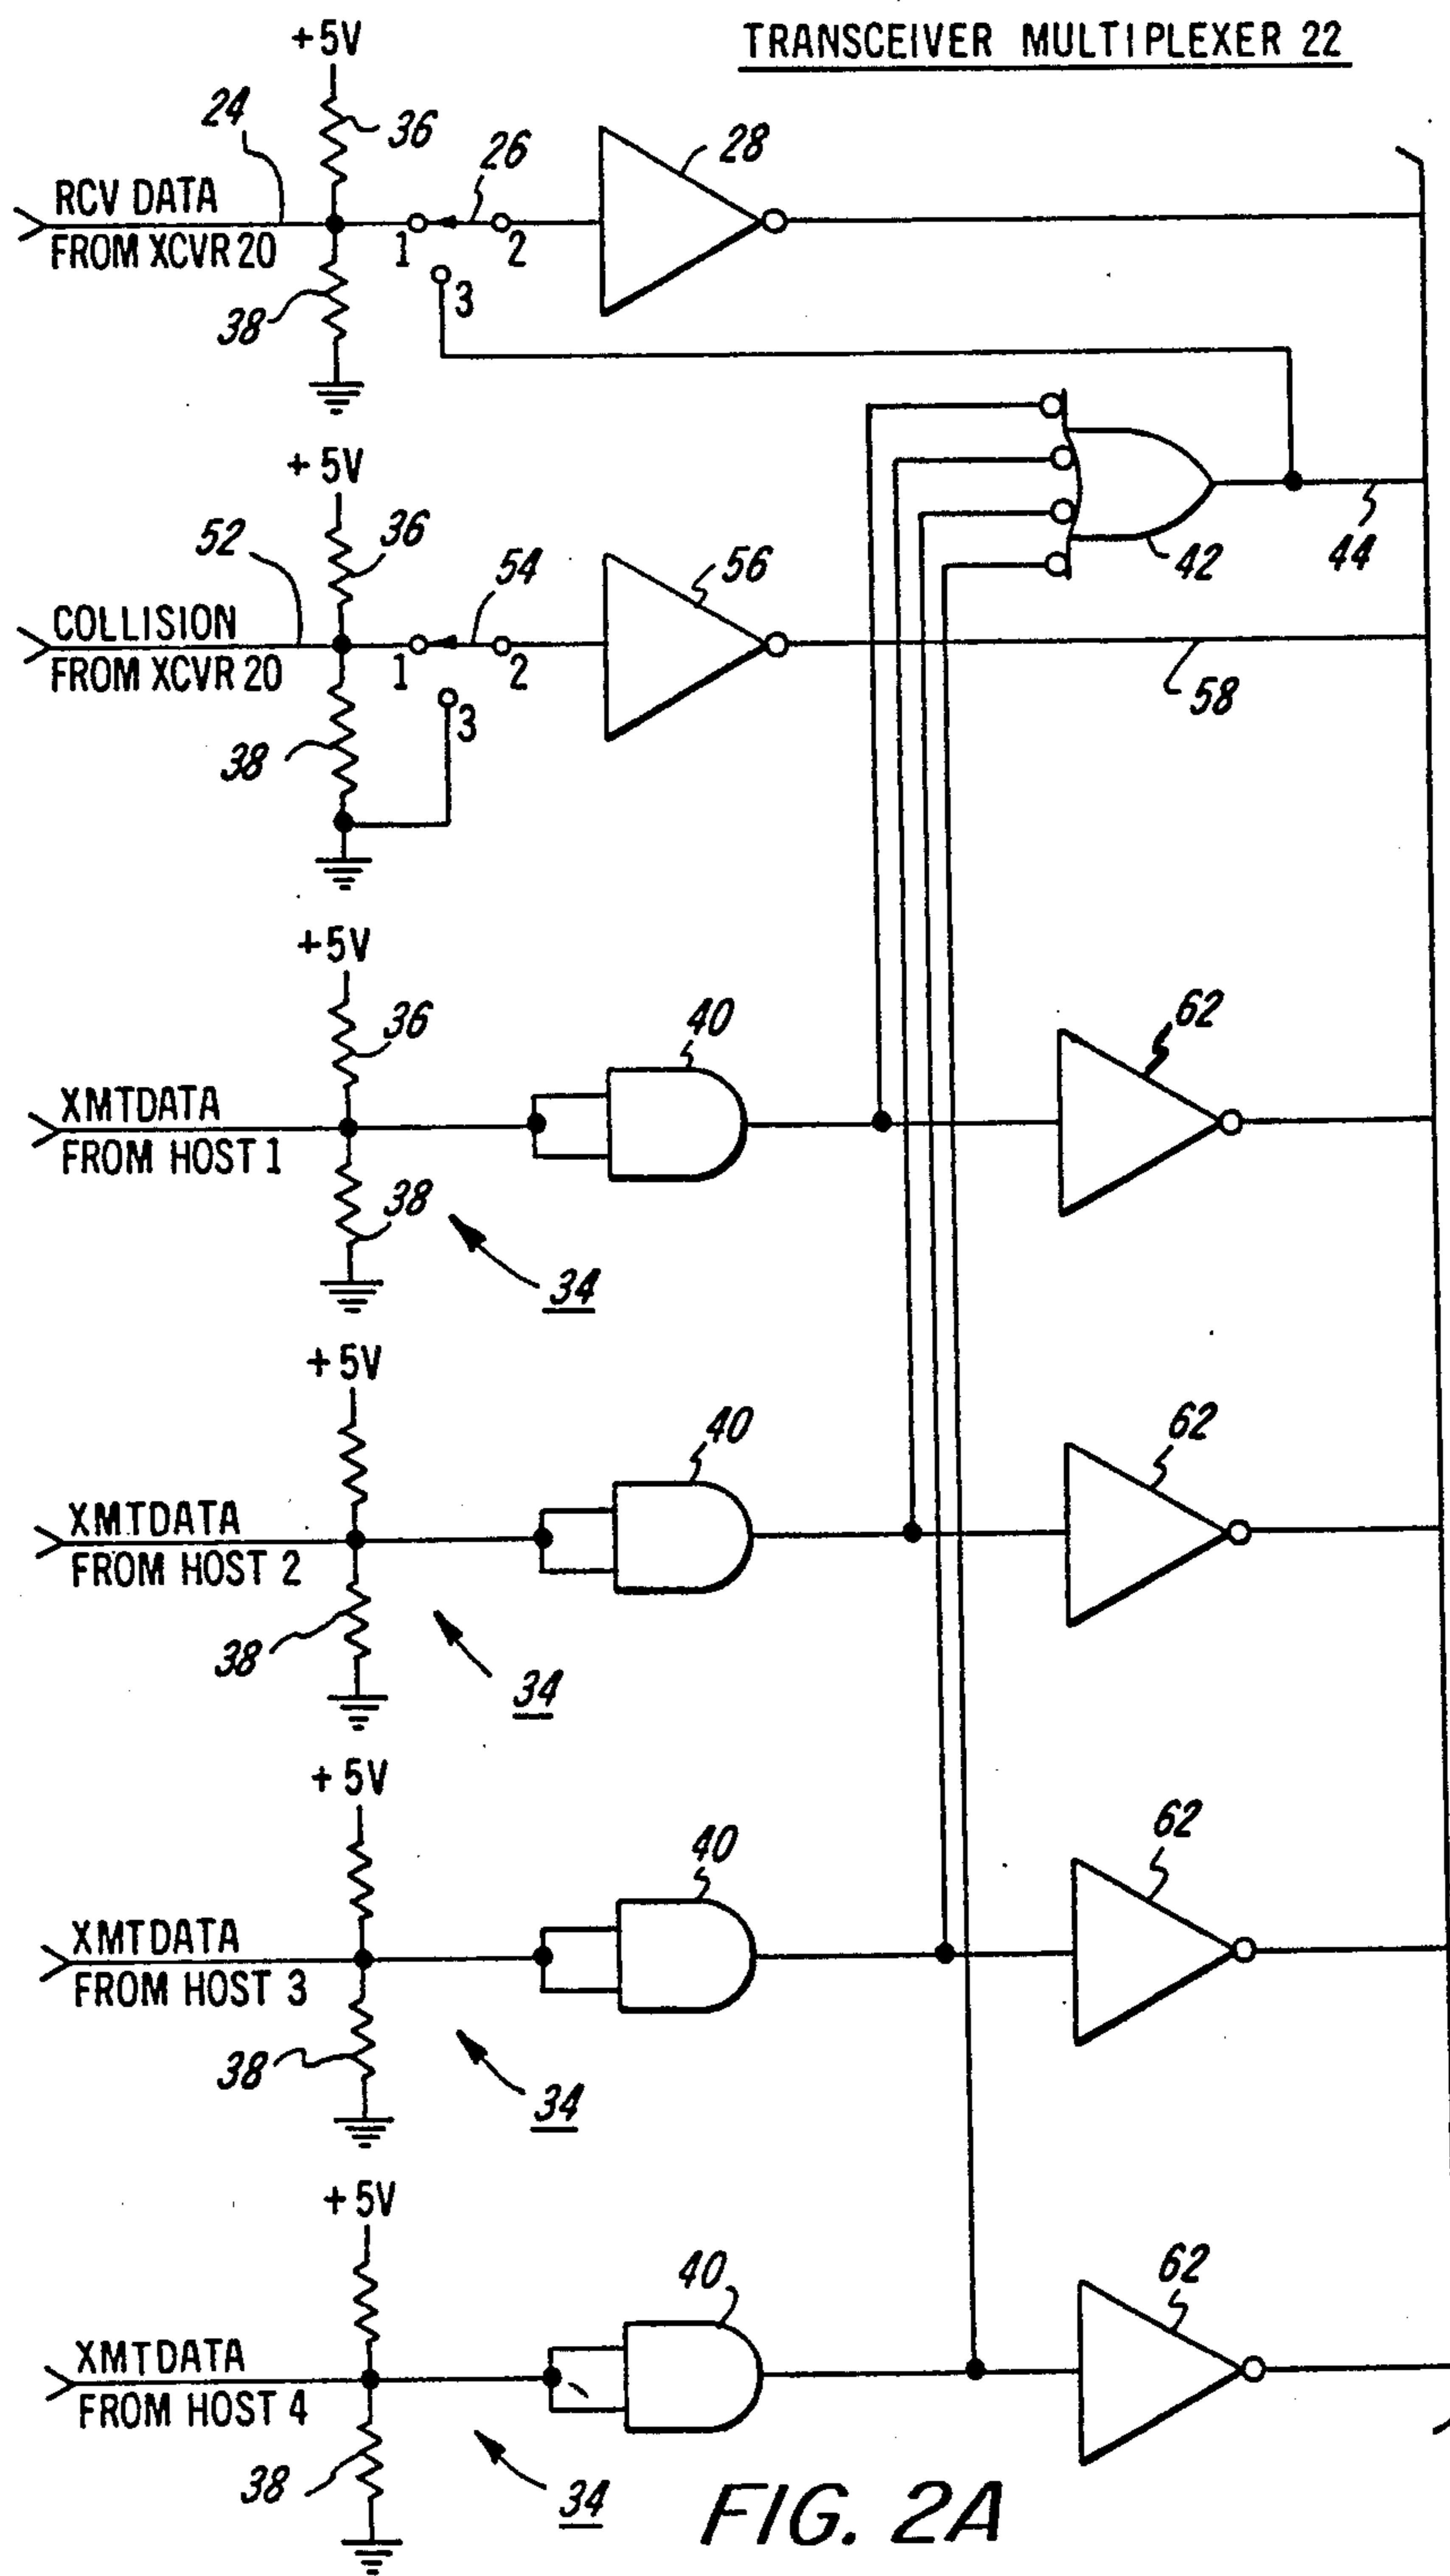 TRANSCEIVER MULTIPLEXER 22
+5V
24
36
26
28
RCV DATA
FROM XCVR 20
1
2
3
38
+5V
52
36
54
56
42
44
COLLISION
FROM XCVR 20
1
2
3
58
38
+5V
36
40
62
XMTDATA
FROM HOST 1
38
34
+5V
40
62
XMTDATA
FROM HOST 2
38
34
+5V
40
62
XMTDATA
FROM HOST 3
38
34
+5V
40
62
XMTDATA
FROM HOST 4
38
34
FIG. 2A